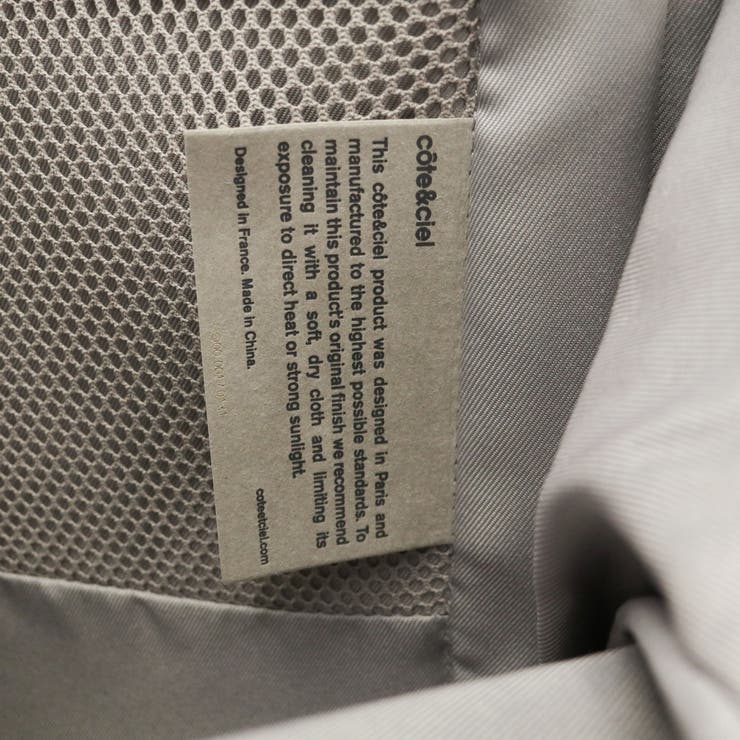 côte&ciel
This côte&ciel product was designed in Paris and
manufactured to the highest possible standards. To
maintain this product's original finish we recommend
cleaning it with a soft, dry cloth and limiting its
exposure to direct heat or strong sunlight.
Designed in France. Made in China.
coteetciel.com